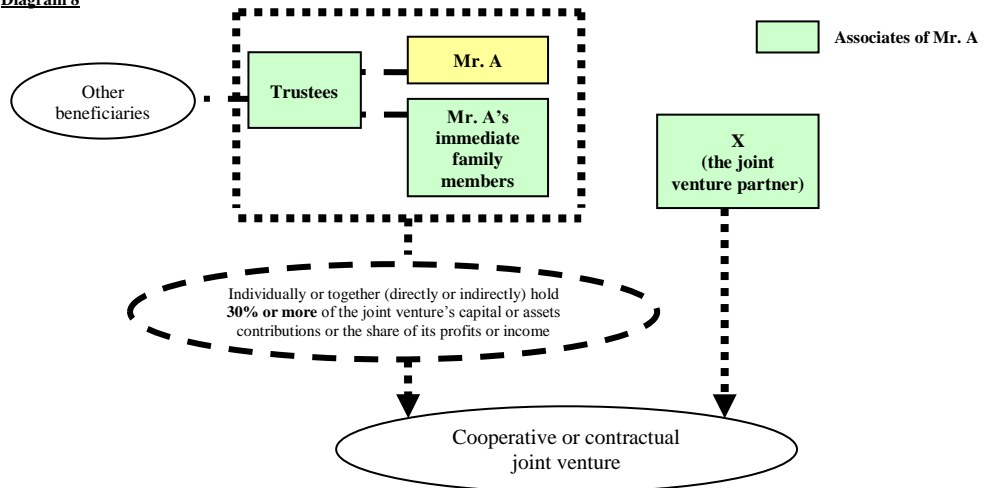 Diagram 8
Associates of Mr. A
Mr. A
Trustees
Other
beneficiaries
Mr. A's
immediate
family
members
X
(the joint
venture partner)
Individually or together (directly or indirectly) hold
30% or more of the joint venture's capital or assets
contributions or the share of its profits or income
Cooperative or contractual
joint venture